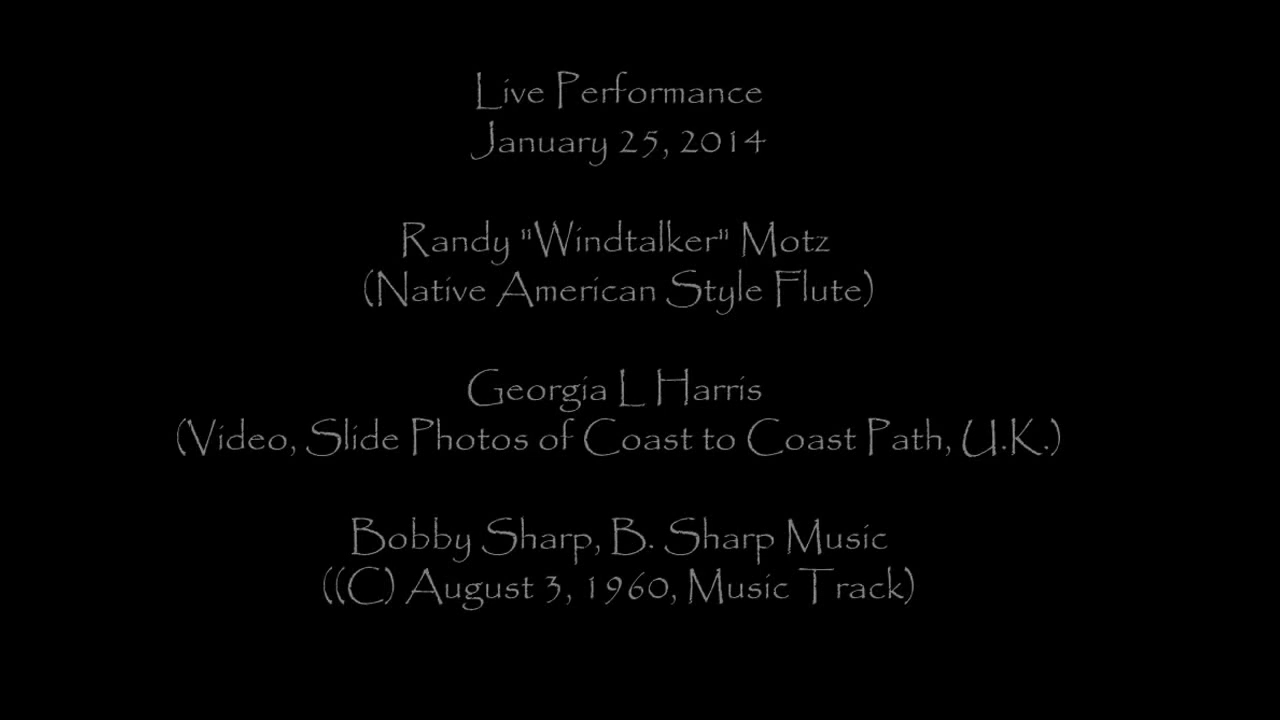 Live Performance
January 25, 2014
Randy "Windtalker" Motz
(Native American Style Flute)
Georgia L Harris
(Video, Slide Photos of Coast to Coast Path, U.K.)
Bobby Sharp, B. Sharp Music
((C) August 3, 1960, Music Track)